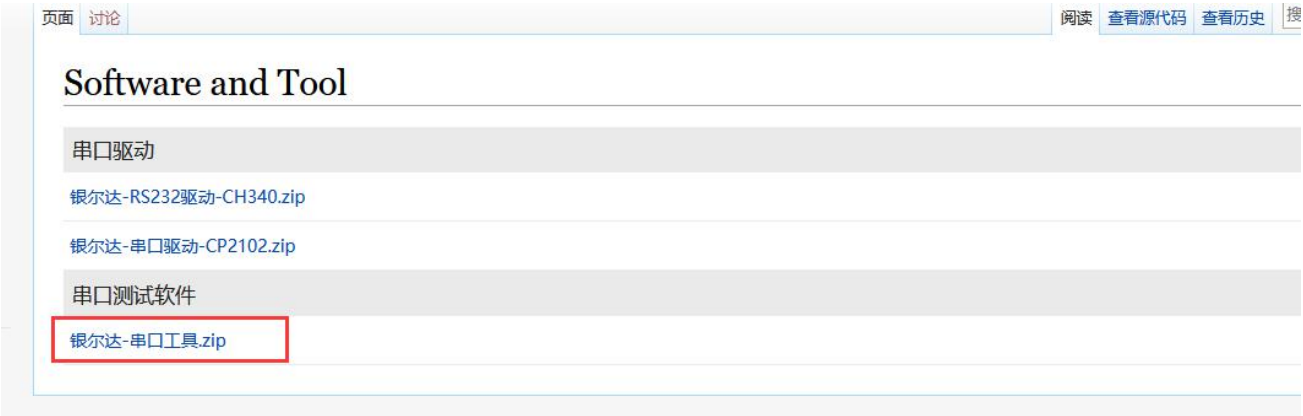 页面 讨论 阅读 查看源代码 查看历史 搜
Software and Tool
串口驱动
银尔达-RS232驱动-CH340.zip
银尔达-串口驱动-CP2102.zip
串口测试软件
银尔达-串口工具.zip